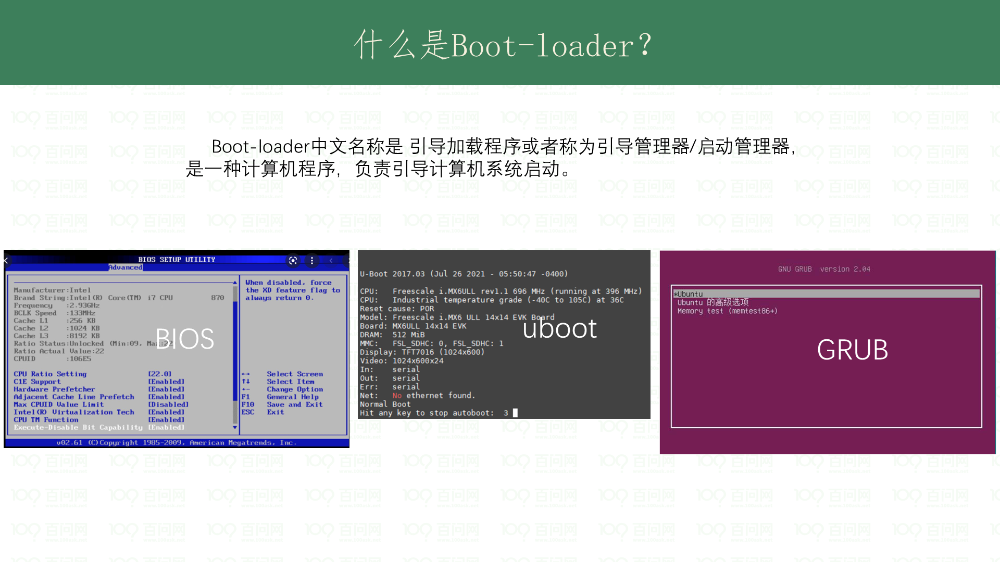 什么是Boot-loader？
Boot-loader中文名称是 引导加载程序或者称为引导管理器/启动管理器，
是一种计算机程序，负责引导计算机系统启动。
BIOS SETUP UTILITY
Advanced
Manufacturer:Intel
Brand String:Intel(R) Core(TM) i7 CPU 870
Frequency :2.93GHz
BCLK Speed :133MHz
Cache L1 :256 KB
Cache L2 :1024 KB
Cache L3 :8192 KB
Ratio Status:Unlocked (Min:09, Max:22
Ratio Actual Value:22
CPUID :106E5
CPU Ratio Setting [22.0]
C1E Support [Enabled]
Hardware Prefetcher [Enabled]
Adjacent Cache Line Prefetch [Enabled]
Max CPUID Value Limit [Disabled]
Intel(R) Virtualization Tech [Enabled]
CPU TM Function [Enabled]
Execute-Disable Bit Capability [Enabled]
When disabled, force
the XD feature flag to
always return 0.
↔ Select Screen
↑↓ Select Item
+- Change Option
F1 General Help
F10 Save and Exit
ESC Exit
v02.61 (C)Copyright 1985-2009, American Megatrends, Inc.
BIOS
U-Boot 2017.03 (Jul 26 2021 - 05:50:47 -0400)
CPU: Freescale i.MX6ULL rev1.1 696 MHz (running at 396 MHz)
CPU: Industrial temperature grade (-40C to 105C) at 36C
Reset cause: POR
Model: Freescale i.MX6 ULL 14x14 EVK Board
Board: MX6ULL 14x14 EVK
DRAM: 512 MiB
MMC: FSL_SDHC: 0, FSL_SDHC: 1
Display: TFT7016 (1024x600)
Video: 1024x600x24
In: serial
Out: serial
Err: serial
Net: No ethernet found.
Normal Boot
Hit any key to stop autoboot: 3
uboot
GNU GRUB version 2.04
*Ubuntu
Ubuntu 的高级选项
Memory test (memtest86+)
GRUB
百问网
www.100ask.net